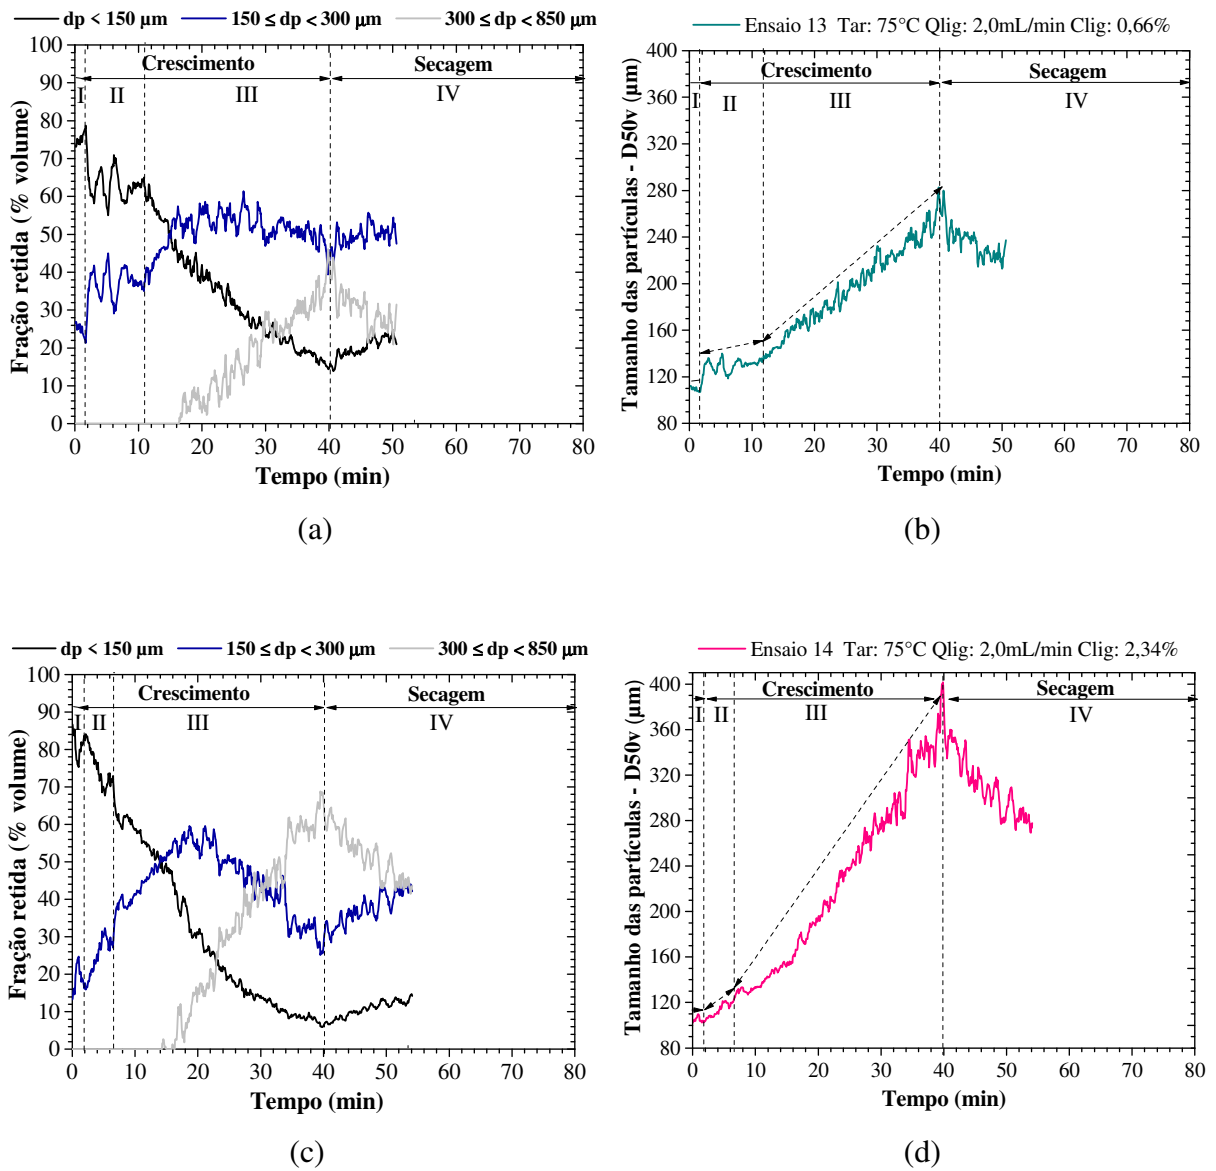 dp < 150 µm 150 ≤ dp < 300 µm 300 ≤ dp < 850 µm
100
90
80
70
60
50
40
30
20
10
0
Fração retida (% volume)
Crescimento Secagem
I II III IV
0 10 20 30 40 50 60 70 80
Tempo (min)
(a)
Ensaio 13 Tar: 75°C Qlig: 2,0mL/min Clig: 0,66%
400
360
320
280
240
200
160
120
80
Tamanho das partículas - D50v (µm)
Crescimento Secagem
I II III IV
0 10 20 30 40 50 60 70 80
Tempo (min)
(b)
dp < 150 µm 150 ≤ dp < 300 µm 300 ≤ dp < 850 µm
100
90
80
70
60
50
40
30
20
10
0
Fração retida (% volume)
Crescimento Secagem
I II III IV
0 10 20 30 40 50 60 70 80
Tempo (min)
(c)
Ensaio 14 Tar: 75°C Qlig: 2,0mL/min Clig: 2,34%
400
360
320
280
240
200
160
120
80
Tamanho das partículas - D50v (µm)
Crescimento Secagem
I II III IV
0 10 20 30 40 50 60 70 80
Tempo (min)
(d)